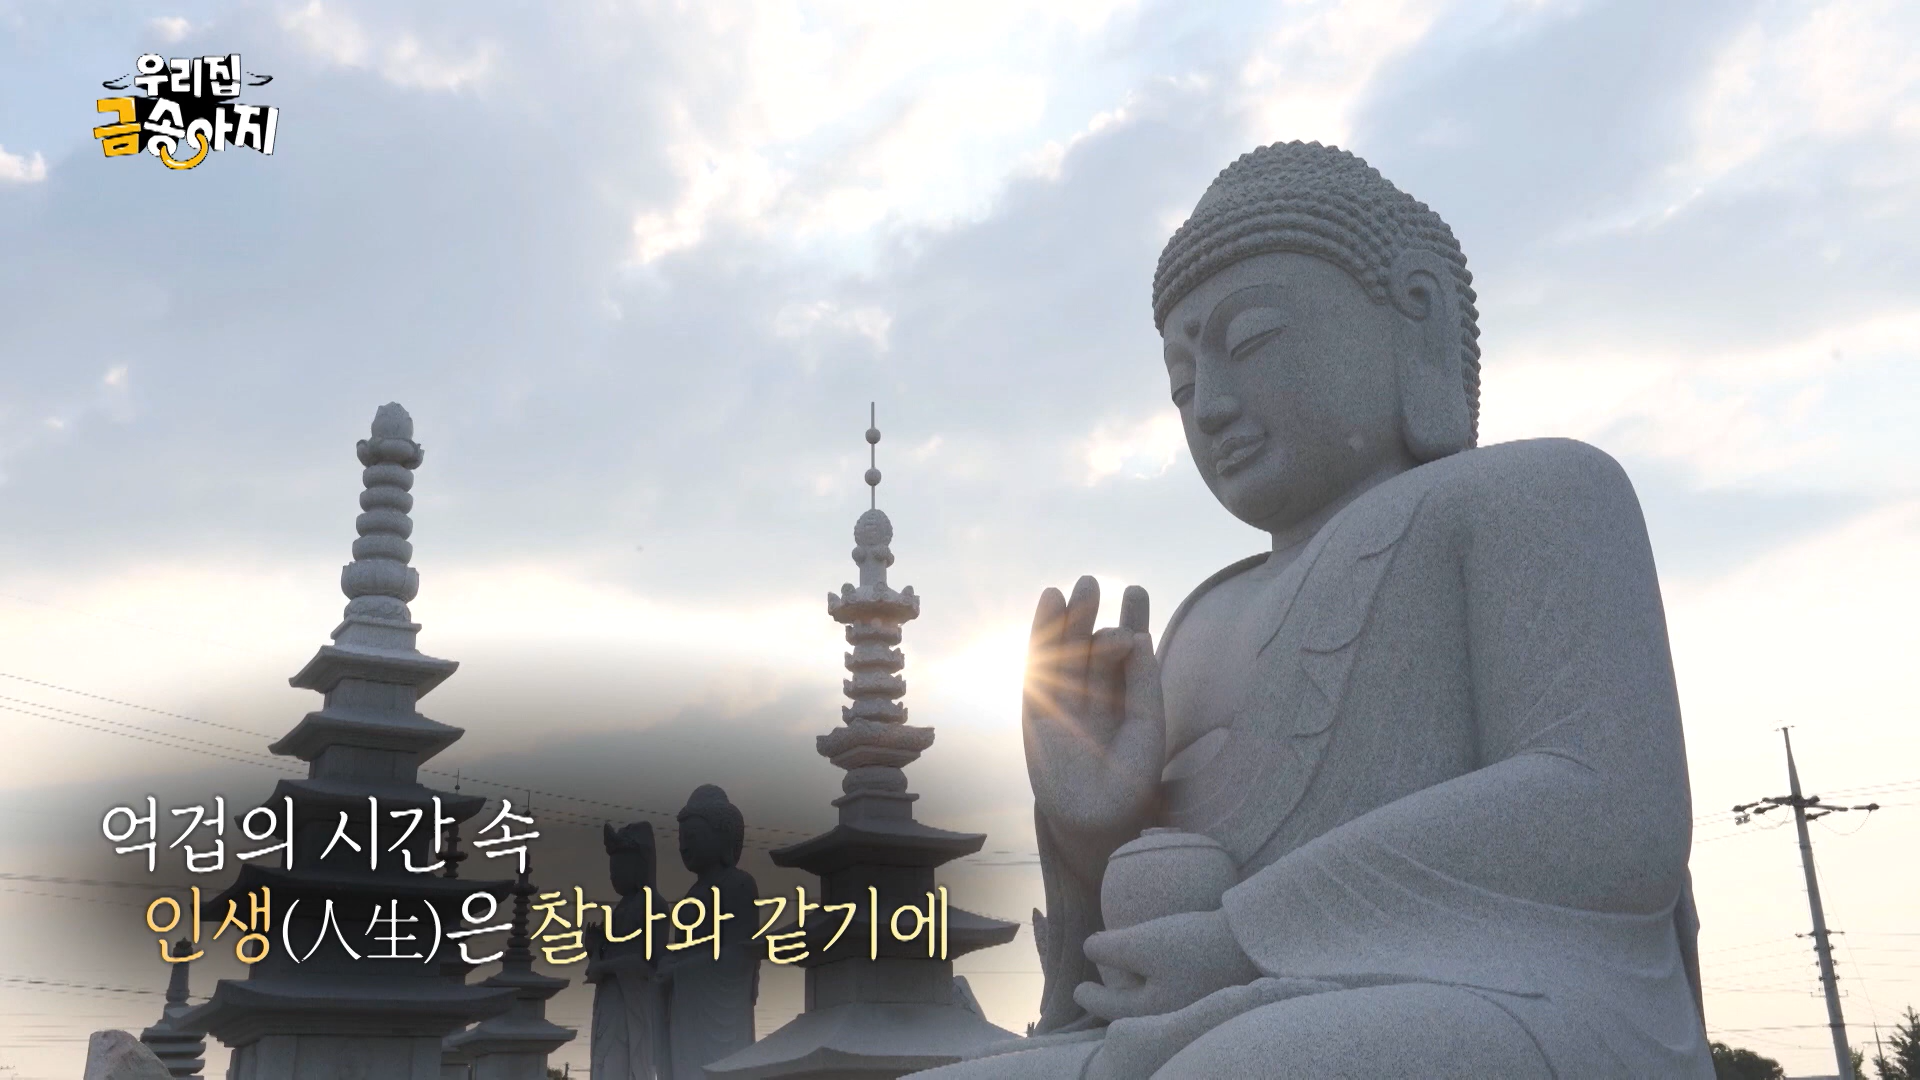 우리집
금송아지
억겁의 시간 속
인생(人生)은 찰나와 같기에